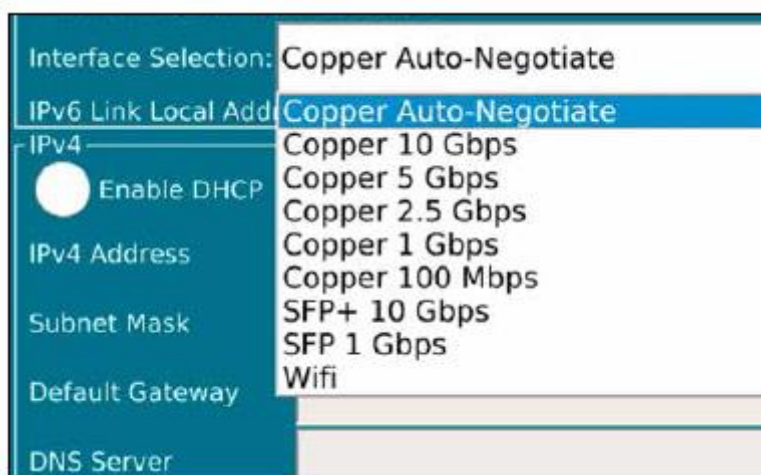 Interface Selection: Copper Auto-Negotiate
IPv6 Link Local Add
Copper Auto-Negotiate
IPv4
Copper 10 Gbps
Enable DHCP
Copper 5 Gbps
Copper 2.5 Gbps
IPv4 Address
Copper 1 Gbps
Copper 100 Mbps
Subnet Mask
SFP+ 10 Gbps
SFP 1 Gbps
Wifi
Default Gateway
DNS Server